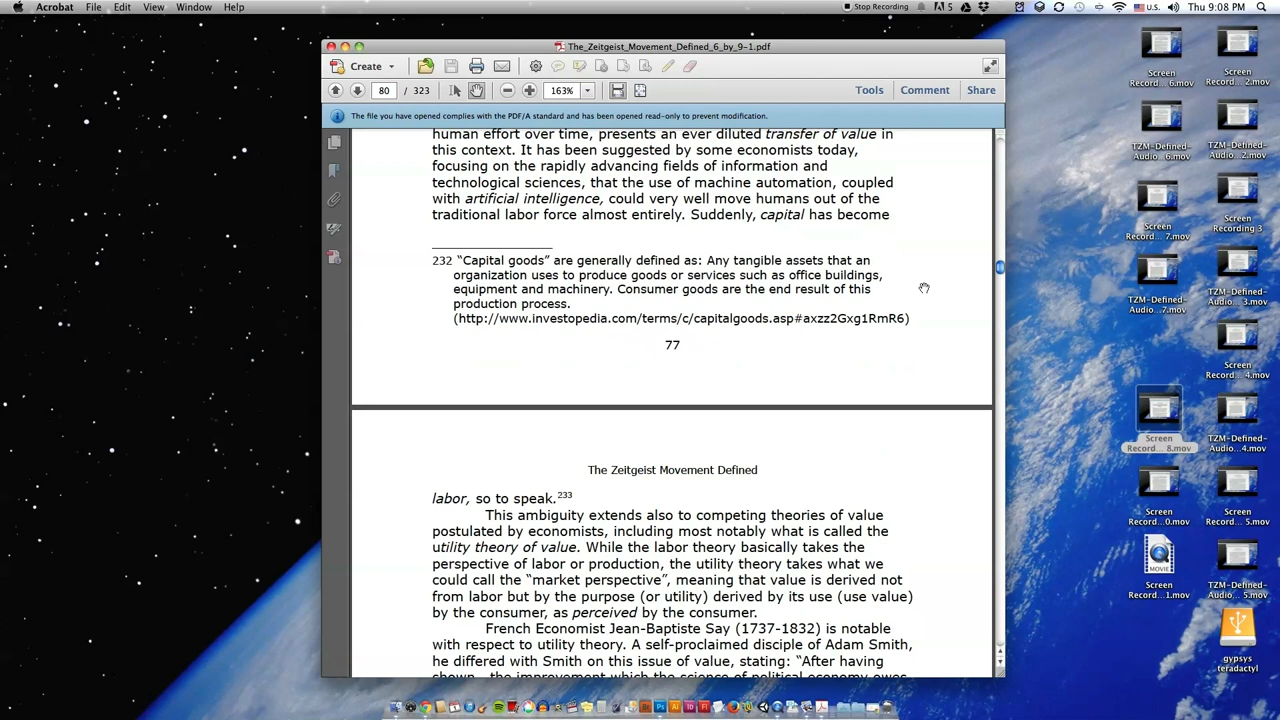 Acrobat File Edit View Window Help
Stop Recording 5 U.S. Thu 9:08 PM
The_Zeitgeist_Movement_Defined_6_by_9-1.pdf
Create
80 / 323 163% Tools Comment Share
The file you have opened complies with the PDF/A standard and has been opened read-only to prevent modification.
human effort over time, presents an ever diluted transfer of value in
this context. It has been suggested by some economists today,
focusing on the rapidly advancing fields of information and
technological sciences, that the use of machine automation, coupled
with artificial intelligence, could very well move humans out of the
traditional labor force almost entirely. Suddenly, capital has become
232 “Capital goods” are generally defined as: Any tangible assets that an
organization uses to produce goods or services such as office buildings,
equipment and machinery. Consumer goods are the end result of this
production process.
(http://www.investopedia.com/terms/c/capitalgoods.asp#axzz2Gxg1RmR6)
77
The Zeitgeist Movement Defined
labor, so to speak.233
This ambiguity extends also to competing theories of value
postulated by economists, including most notably what is called the
utility theory of value. While the labor theory basically takes the
perspective of labor or production, the utility theory takes what we
could call the “market perspective”, meaning that value is derived not
from labor but by the purpose (or utility) derived by its use (use value)
by the consumer, as perceived by the consumer.
French Economist Jean-Baptiste Say (1737-1832) is notable
with respect to utility theory. A self-proclaimed disciple of Adam Smith,
he differed with Smith on this issue of value, stating: “After having
Screen
Record... 6.mov
Screen
Record... 2.mov
TZM-Defined-
Audio...6.mov
TZM-Defined-
Audio...2.mov
Screen
Record... 7.mov
Screen
Recording 3
TZM-Defined-
Audio...7.mov
TZM-Defined-
Audio...3.mov
Screen
Record... 4.mov
Screen
Record... 8.mov
TZM-Defined-
Audio...4.mov
Screen
Record...0.mov
Screen
Record... 5.mov
MOVIE
Screen
Record...1.mov
TZM-Defined-
Audio...5.mov
gypsys
teradactyl